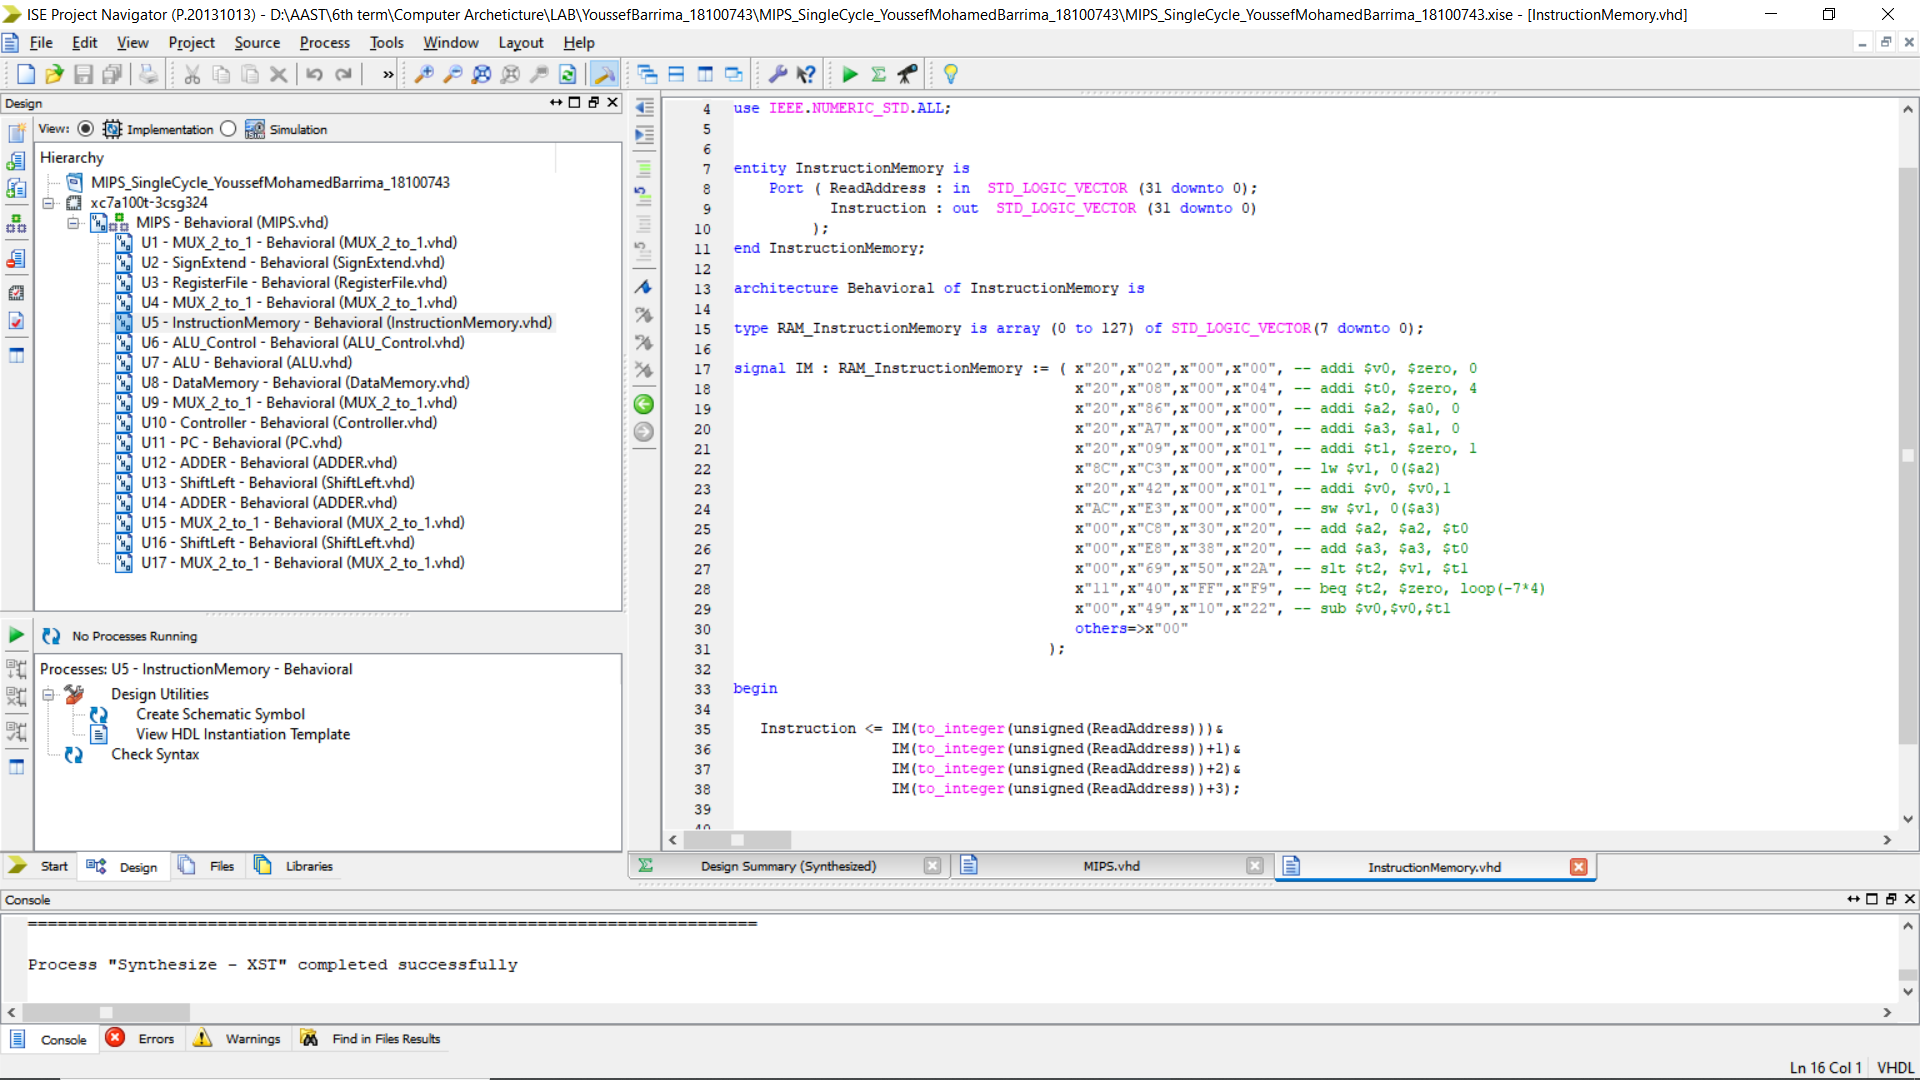 ISE Project Navigator (P.20131013) - D:\AAST\6th term\Computer Archeticture\LAB\YoussefBarrima_18100743\MIPS_SingleCycle_YoussefMohamedBarrima_18100743\MIPS_SingleCycle_YoussefMohamedBarrima_18100743.xise - [InstructionMemory.vhd]
File Edit View Project Source Process Tools Window Layout Help
Design
View: Implementation Simulation
Hierarchy
MIPS_SingleCycle_YoussefMohamedBarrima_18100743
xc7a100t-3csg324
MIPS - Behavioral (MIPS.vhd)
U1 - MUX_2_to_1 - Behavioral (MUX_2_to_1.vhd)
U2 - SignExtend - Behavioral (SignExtend.vhd)
U3 - RegisterFile - Behavioral (RegisterFile.vhd)
U4 - MUX_2_to_1 - Behavioral (MUX_2_to_1.vhd)
U5 - InstructionMemory - Behavioral (InstructionMemory.vhd)
U6 - ALU_Control - Behavioral (ALU_Control.vhd)
U7 - ALU - Behavioral (ALU.vhd)
U8 - DataMemory - Behavioral (DataMemory.vhd)
U9 - MUX_2_to_1 - Behavioral (MUX_2_to_1.vhd)
U10 - Controller - Behavioral (Controller.vhd)
U11 - PC - Behavioral (PC.vhd)
U12 - ADDER - Behavioral (ADDER.vhd)
U13 - ShiftLeft - Behavioral (ShiftLeft.vhd)
U14 - ADDER - Behavioral (ADDER.vhd)
U15 - MUX_2_to_1 - Behavioral (MUX_2_to_1.vhd)
U16 - ShiftLeft - Behavioral (ShiftLeft.vhd)
U17 - MUX_2_to_1 - Behavioral (MUX_2_to_1.vhd)
No Processes Running
Processes: U5 - InstructionMemory - Behavioral
Design Utilities
Create Schematic Symbol
View HDL Instantiation Template
Check Syntax
Start Design Files Libraries
4 use IEEE.NUMERIC_STD.ALL;
5
6
7 entity InstructionMemory is
8 Port ( ReadAddress : in STD_LOGIC_VECTOR (31 downto 0);
9 Instruction : out STD_LOGIC_VECTOR (31 downto 0)
10 );
11 end InstructionMemory;
12
13 architecture Behavioral of InstructionMemory is
14
15 type RAM_InstructionMemory is array (0 to 127) of STD_LOGIC_VECTOR(7 downto 0);
16
17 signal IM : RAM_InstructionMemory := ( x"20",x"02",x"00",x"00", -- addi $v0, $zero, 0
18 x"20",x"08",x"00",x"04", -- addi $t0, $zero, 4
19 x"20",x"86",x"00",x"00", -- addi $a2, $a0, 0
20 x"20",x"A7",x"00",x"00", -- addi $a3, $a1, 0
21 x"20",x"09",x"00",x"01", -- addi $t1, $zero, 1
22 x"8C",x"C3",x"00",x"00", -- lw $v1, 0($a2)
23 x"20",x"42",x"00",x"01", -- addi $v0, $v0,1
24 x"AC",x"E3",x"00",x"00", -- sw $v1, 0($a3)
25 x"00",x"C8",x"30",x"20", -- add $a2, $a2, $t0
26 x"00",x"E8",x"38",x"20", -- add $a3, $a3, $t0
27 x"00",x"69",x"50",x"2A", -- slt $t2, $v1, $t1
28 x"11",x"40",x"FF",x"F9", -- beq $t2, $zero, loop(-7*4)
29 x"00",x"49",x"10",x"22", -- sub $v0,$v0,$t1
30 others=>x"00"
31 );
32
33 begin
34
35 Instruction <= IM(to_integer(unsigned(ReadAddress)))&
36 IM(to_integer(unsigned(ReadAddress))+1)&
37 IM(to_integer(unsigned(ReadAddress))+2)&
38 IM(to_integer(unsigned(ReadAddress))+3);
39
40
Design Summary (Synthesized) MIPS.vhd InstructionMemory.vhd
Console
=========================================================================
Process "Synthesize - XST" completed successfully
Console Errors Warnings Find in Files Results
Ln 16 Col 1 VHDL